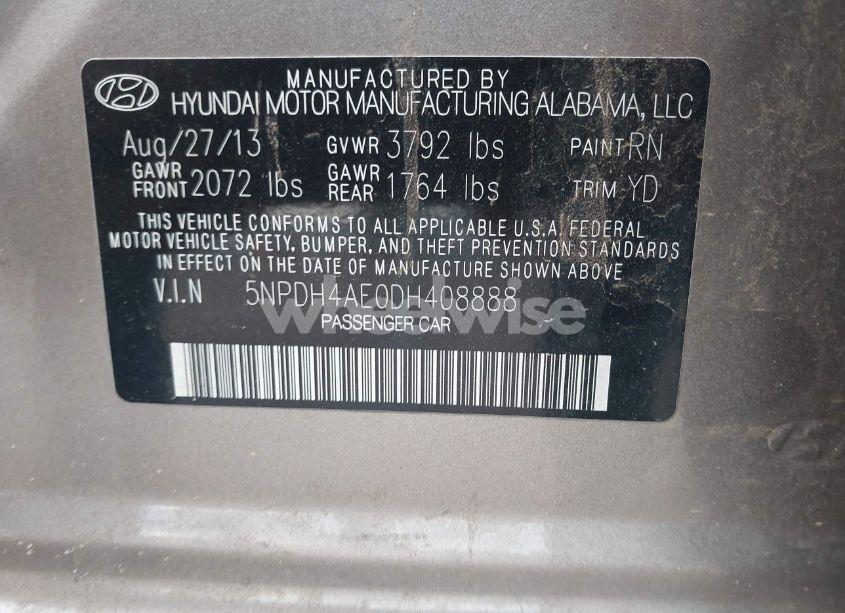 MANUFACTURED BY
HYUNDAI MOTOR MANUFACTURING ALABAMA, LLC
Aug/27/13 GVWR 3792 lbs PAINT RN
GAWR FRONT 2072 lbs GAWR REAR 1764 lbs TRIM YD
THIS VEHICLE CONFORMS TO ALL APPLICABLE U.S.A. FEDERAL
MOTOR VEHICLE SAFETY, BUMPER, AND THEFT PREVENTION STANDARDS
IN EFFECT ON THE DATE OF MANUFACTURE SHOWN ABOVE.
V.I.N 5NPDH4AE0DH408888
wheelwise
PASSENGER CAR